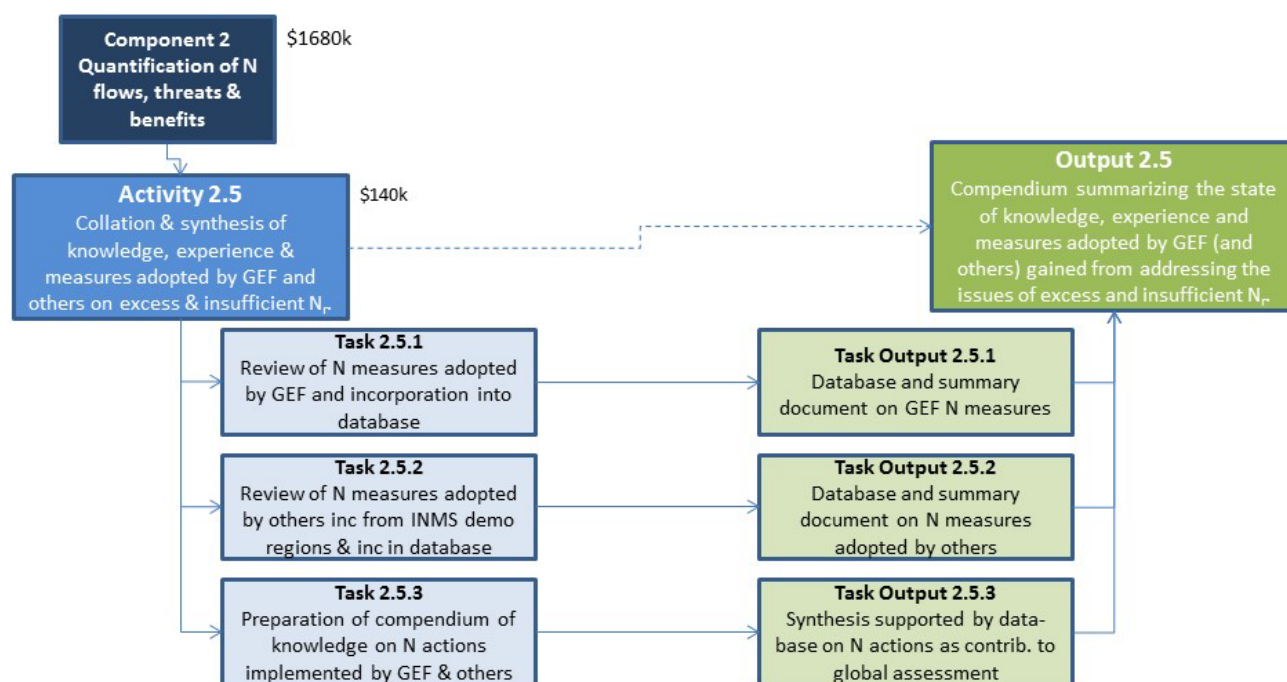 Component 2
Quantification of N
flows, threats &
benefits
$1680k
Activity 2.5
Collation & synthesis of
knowledge, experience &
measures adopted by GEF and
others on excess & insufficient Nr.
$140k
Output 2.5
Compendium summarizing the state
of knowledge, experience and
measures adopted by GEF (and
others) gained from addressing the
issues of excess and insufficient Nr.
Task 2.5.1
Review of N measures adopted
by GEF and incorporation into
database
Task Output 2.5.1
Database and summary
document on GEF N measures
Task 2.5.2
Review of N measures adopted
by others inc from INMS demo
regions & inc in database
Task Output 2.5.2
Database and summary
document on N measures
adopted by others
Task 2.5.3
Preparation of compendium of
knowledge on N actions
implemented by GEF & others
Task Output 2.5.3
Synthesis supported by data-
base on N actions as contrib. to
global assessment